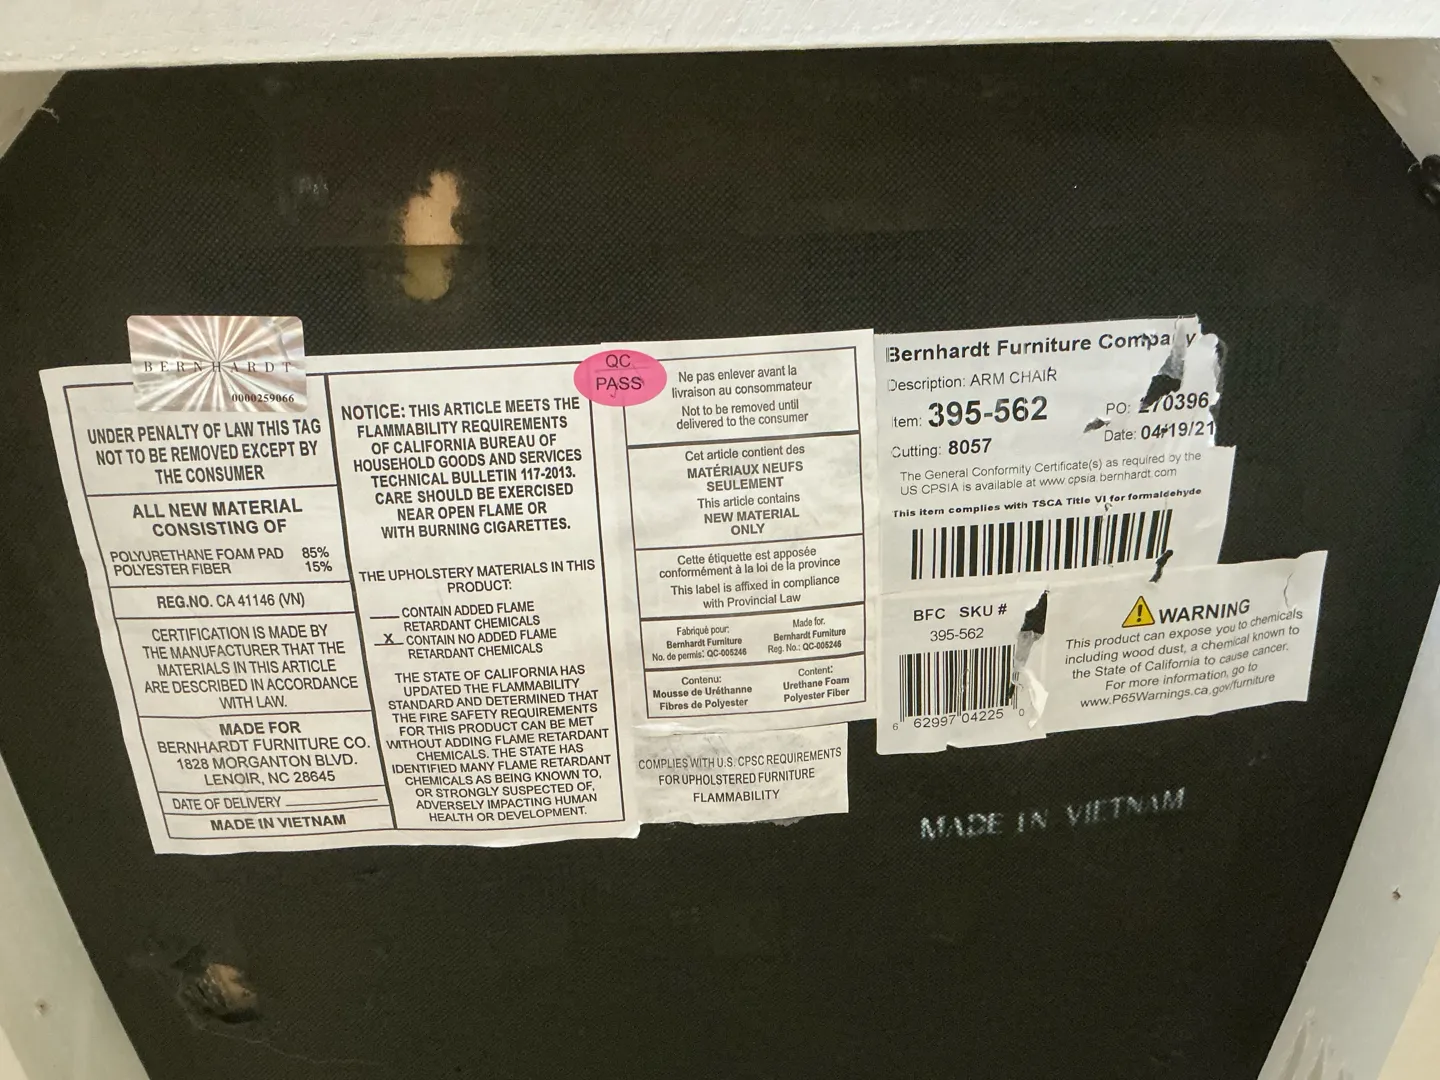 BERNHARDT
0000259066
UNDER PENALTY OF LAW THIS TAG
NOT TO BE REMOVED EXCEPT BY
THE CONSUMER
ALL NEW MATERIAL
CONSISTING OF
POLYURETHANE FOAM PAD 85%
POLYESTER FIBER 15%
REG.NO. CA 41146 (VN)
CERTIFICATION IS MADE BY
THE MANUFACTURER THAT THE
MATERIALS IN THIS ARTICLE
ARE DESCRIBED IN ACCORDANCE
WITH LAW.
MADE FOR
BERNHARDT FURNITURE CO.
1828 MORGANTON BLVD.
LENOIR, NC 28645
DATE OF DELIVERY
MADE IN VIETNAM
NOTICE: THIS ARTICLE MEETS THE
FLAMMABILITY REQUIREMENTS
OF CALIFORNIA BUREAU OF
HOUSEHOLD GOODS AND SERVICES
TECHNICAL BULLETIN 117-2013.
CARE SHOULD BE EXERCISED
NEAR OPEN FLAME OR
WITH BURNING CIGARETTES.
THE UPHOLSTERY MATERIALS IN THIS
PRODUCT:
___ CONTAIN ADDED FLAME
RETARDANT CHEMICALS
X CONTAIN NO ADDED FLAME
RETARDANT CHEMICALS
THE STATE OF CALIFORNIA HAS
UPDATED THE FLAMMABILITY
STANDARD AND DETERMINED THAT
THE FIRE SAFETY REQUIREMENTS
FOR THIS PRODUCT CAN BE MET
WITHOUT ADDING FLAME RETARDANT
CHEMICALS. THE STATE HAS
IDENTIFIED MANY FLAME RETARDANT
CHEMICALS AS BEING KNOWN TO,
OR STRONGLY SUSPECTED OF,
ADVERSELY IMPACTING HUMAN
HEALTH OR DEVELOPMENT.
QC
PASS
Ne pas enlever avant la
livraison au consommateur
Not to be removed until
delivered to the consumer
Cet article contient des
MATÉRIAUX NEUFS
SEULEMENT
This article contains
NEW MATERIAL
ONLY
Cette étiquette est apposée
conformément à la loi de la province
This label is affixed in compliance
with Provincial Law
Fabriqué pour:
Bernhardt Furniture
No. de permis: QC-005246
Made for.
Bernhardt Furniture
Reg. No.: QC-005246
Contenu:
Mousse de Uréthanne
Fibres de Polyester
Content:
Urethane Foam
Polyester Fiber
COMPLIES WITH U.S. CPSC REQUIREMENTS
FOR UPHOLSTERED FURNITURE
FLAMMABILITY
Bernhardt Furniture Company
Description: ARM CHAIR
Item: 395-562
PO: 270396
Cutting: 8057
Date: 04/19/21
The General Conformity Certificate(s) as required by the
US CPSIA is available at www.cpsia.bernhardt.com
This item complies with TSCA Title VI for formaldehyde
BFC SKU #
395-562
6 62997 04225 0
WARNING
This product can expose you to chemicals
including wood dust, a chemical known to
the State of California to cause cancer.
For more information, go to
www.P65Warnings.ca.gov/furniture
MADE IN VIETNAM